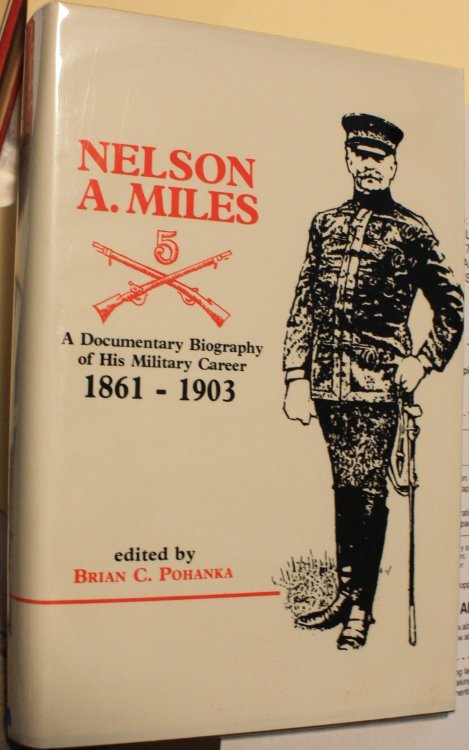 NELSON
A. MILES
5
A Documentary Biography
of His Military Career
1861 - 1903
edited by
BRIAN C. POHANKA